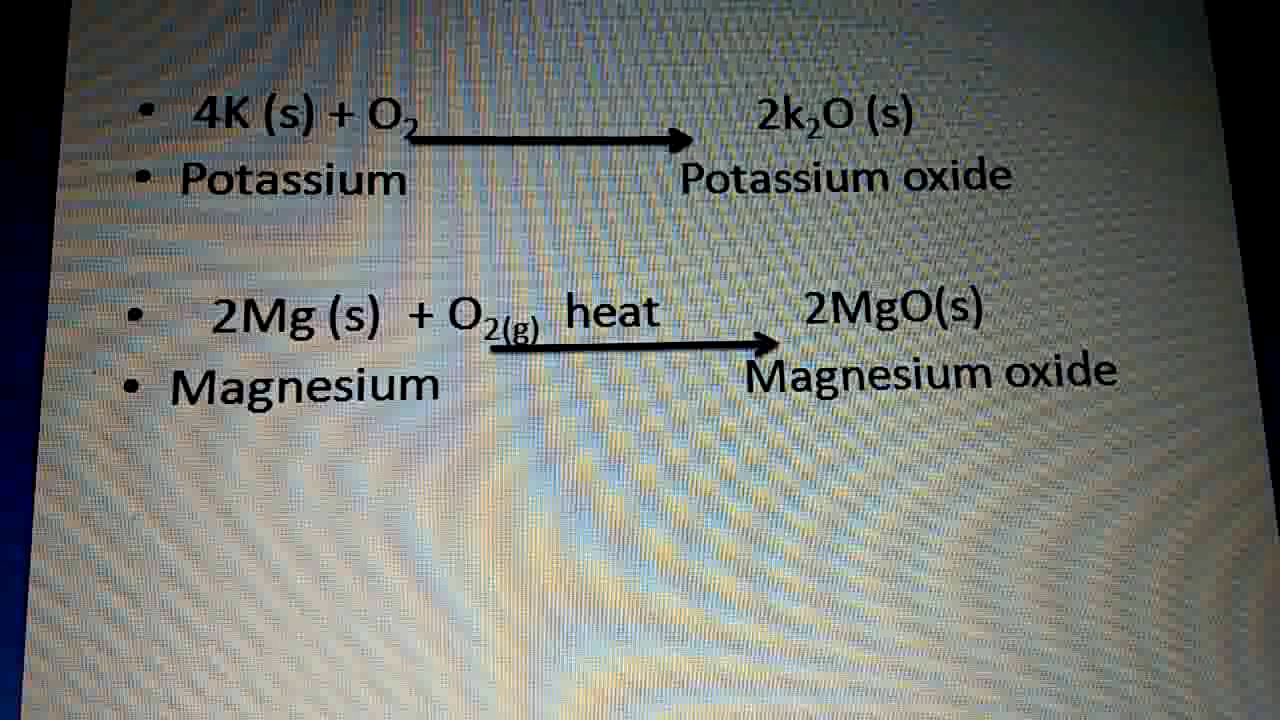 • 4K (s) + O₂ → 2k₂O (s)
• Potassium Potassium oxide
• 2Mg (s) + O₂(g) heat → 2MgO(s)
• Magnesium Magnesium oxide